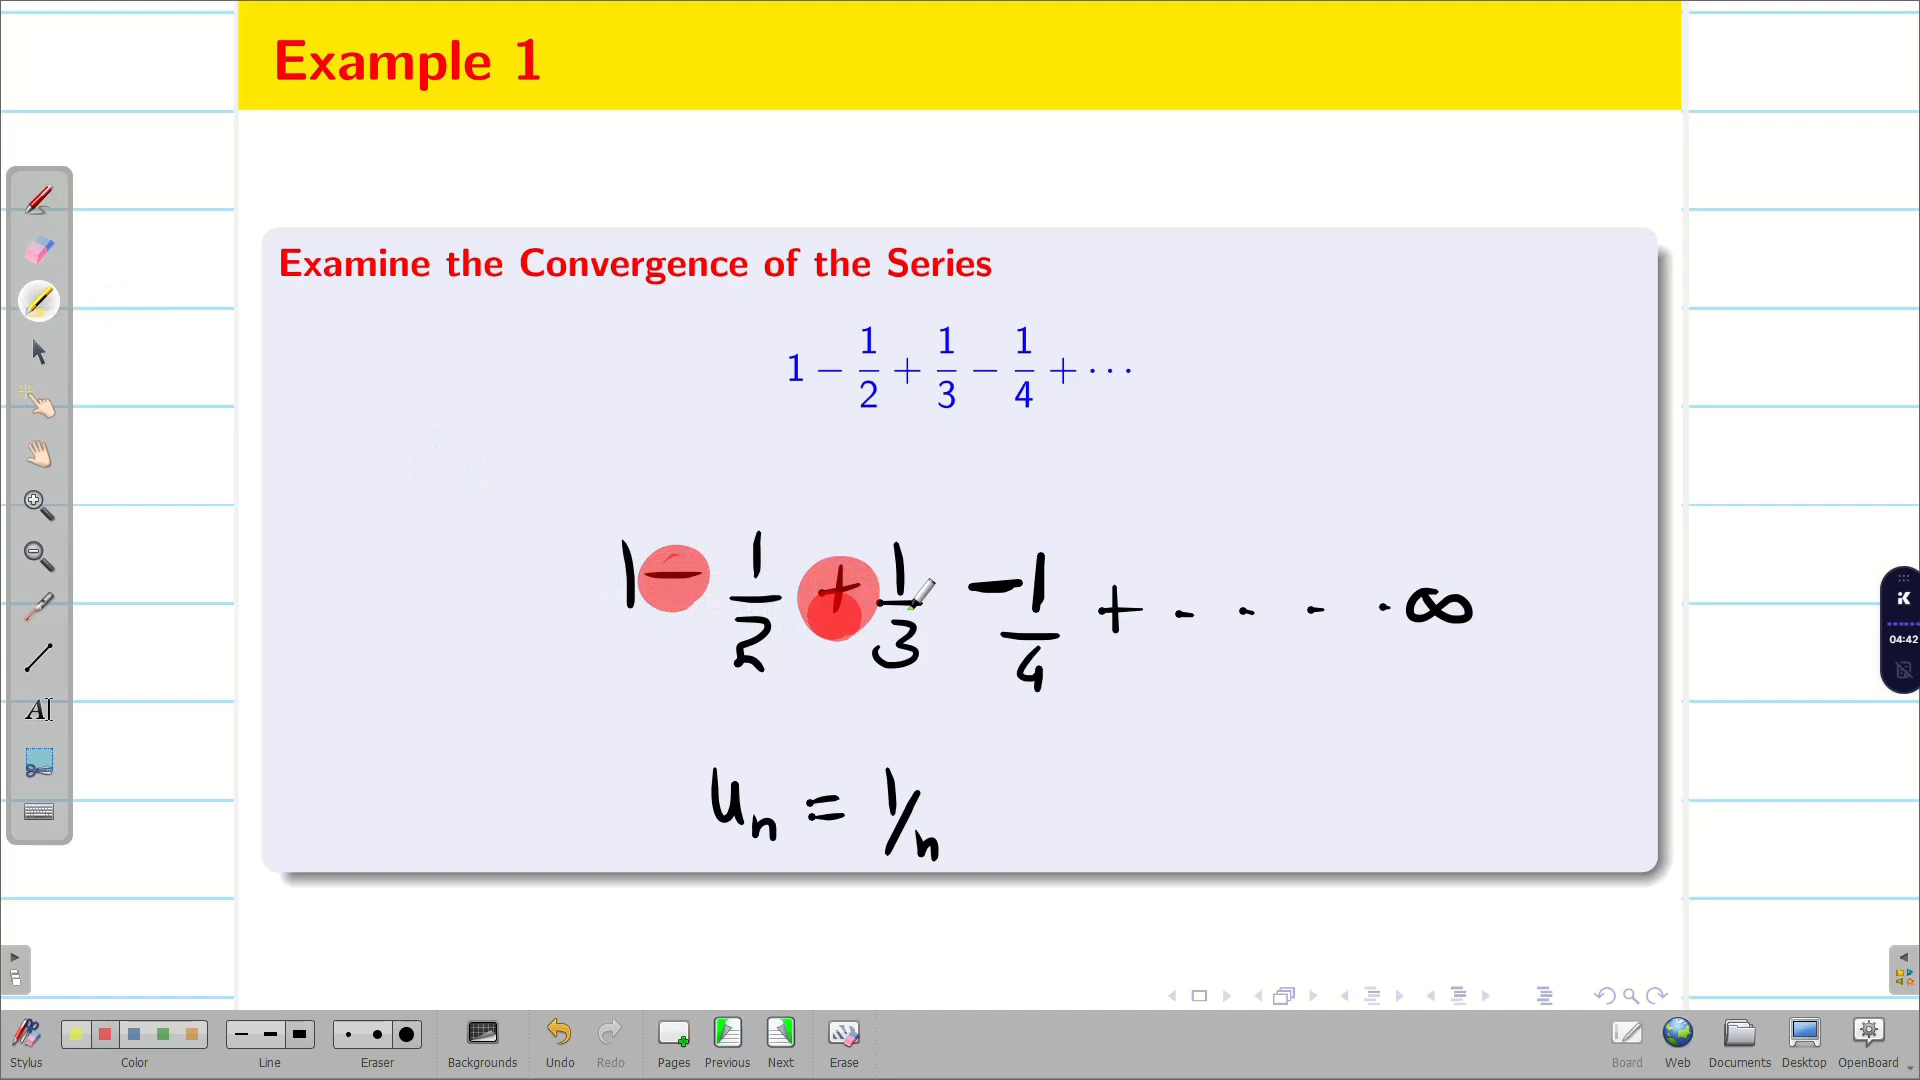 Example 1
Examine the Convergence of the Series
1 − 1/2 + 1/3 − 1/4 + ⋯
1 − 1/2 + 1/3 − 1/4 + . . . . ∞
uₙ = 1/n
04:42
Stylus Color Line Eraser Backgrounds Undo Redo Pages Previous Next Erase Board Web Documents Desktop OpenBoard